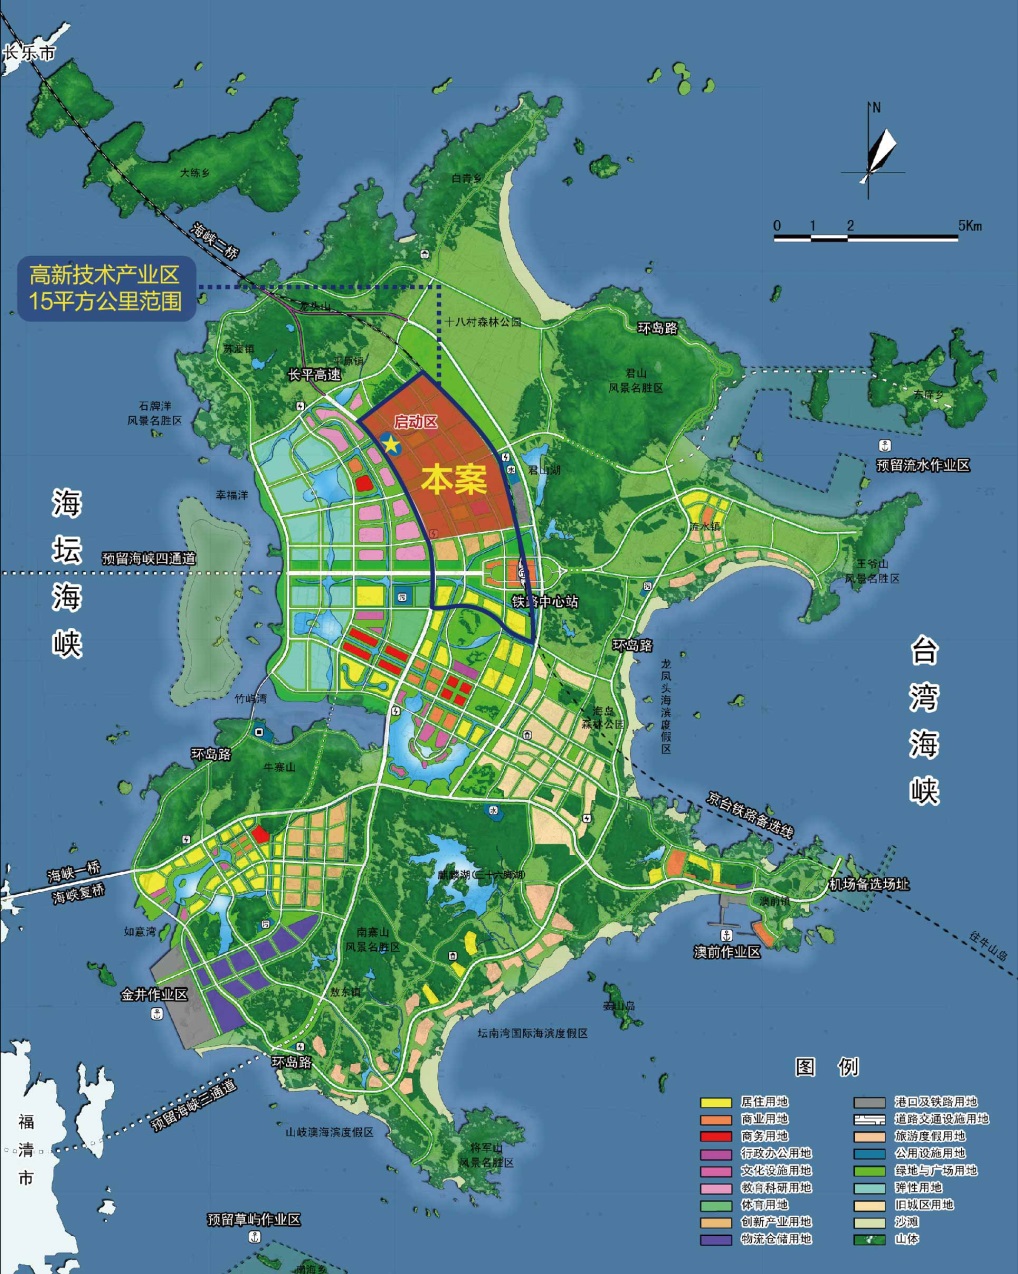 长乐市
大练乡
白青乡
N
海峡二桥
0 1 2 5Km
高新技术产业区
15平方公里范围
十八村森林公园
环岛路
苏澳镇
长平高速
君山
风景名胜区
石牌洋
风景名胜区
启动区
本案
君山湖
预留流水作业区
海坛海峡
幸福洋
流水镇
预留海峡四通道
王爷山
风景名胜区
铁路中心站
环岛路
台湾海峡
龙凤头海滨度假区
竹屿湾
海岛
森林公园
环岛路
牛寨山
京台铁路备选线
海峡一桥
海峡复桥
麒麟湖(三十六脚湖)
机场备选场址
澳前镇
如意湾
南寨山
风景名胜区
澳前作业区
往牛山岛
金井作业区
敖东镇
姜山岛
坛南湾国际海滨度假区
环岛路
预留海峡三通道
福清市
山岐澳海滨度假区
将军山
风景名胜区
预留草屿作业区
南海乡
图 例
居住用地
商业用地
商务用地
行政办公用地
文化设施用地
教育科研用地
体育用地
创新产业用地
物流仓储用地
港口及铁路用地
道路交通设施用地
旅游度假用地
公用设施用地
绿地与广场用地
弹性用地
旧城区用地
沙滩
山体